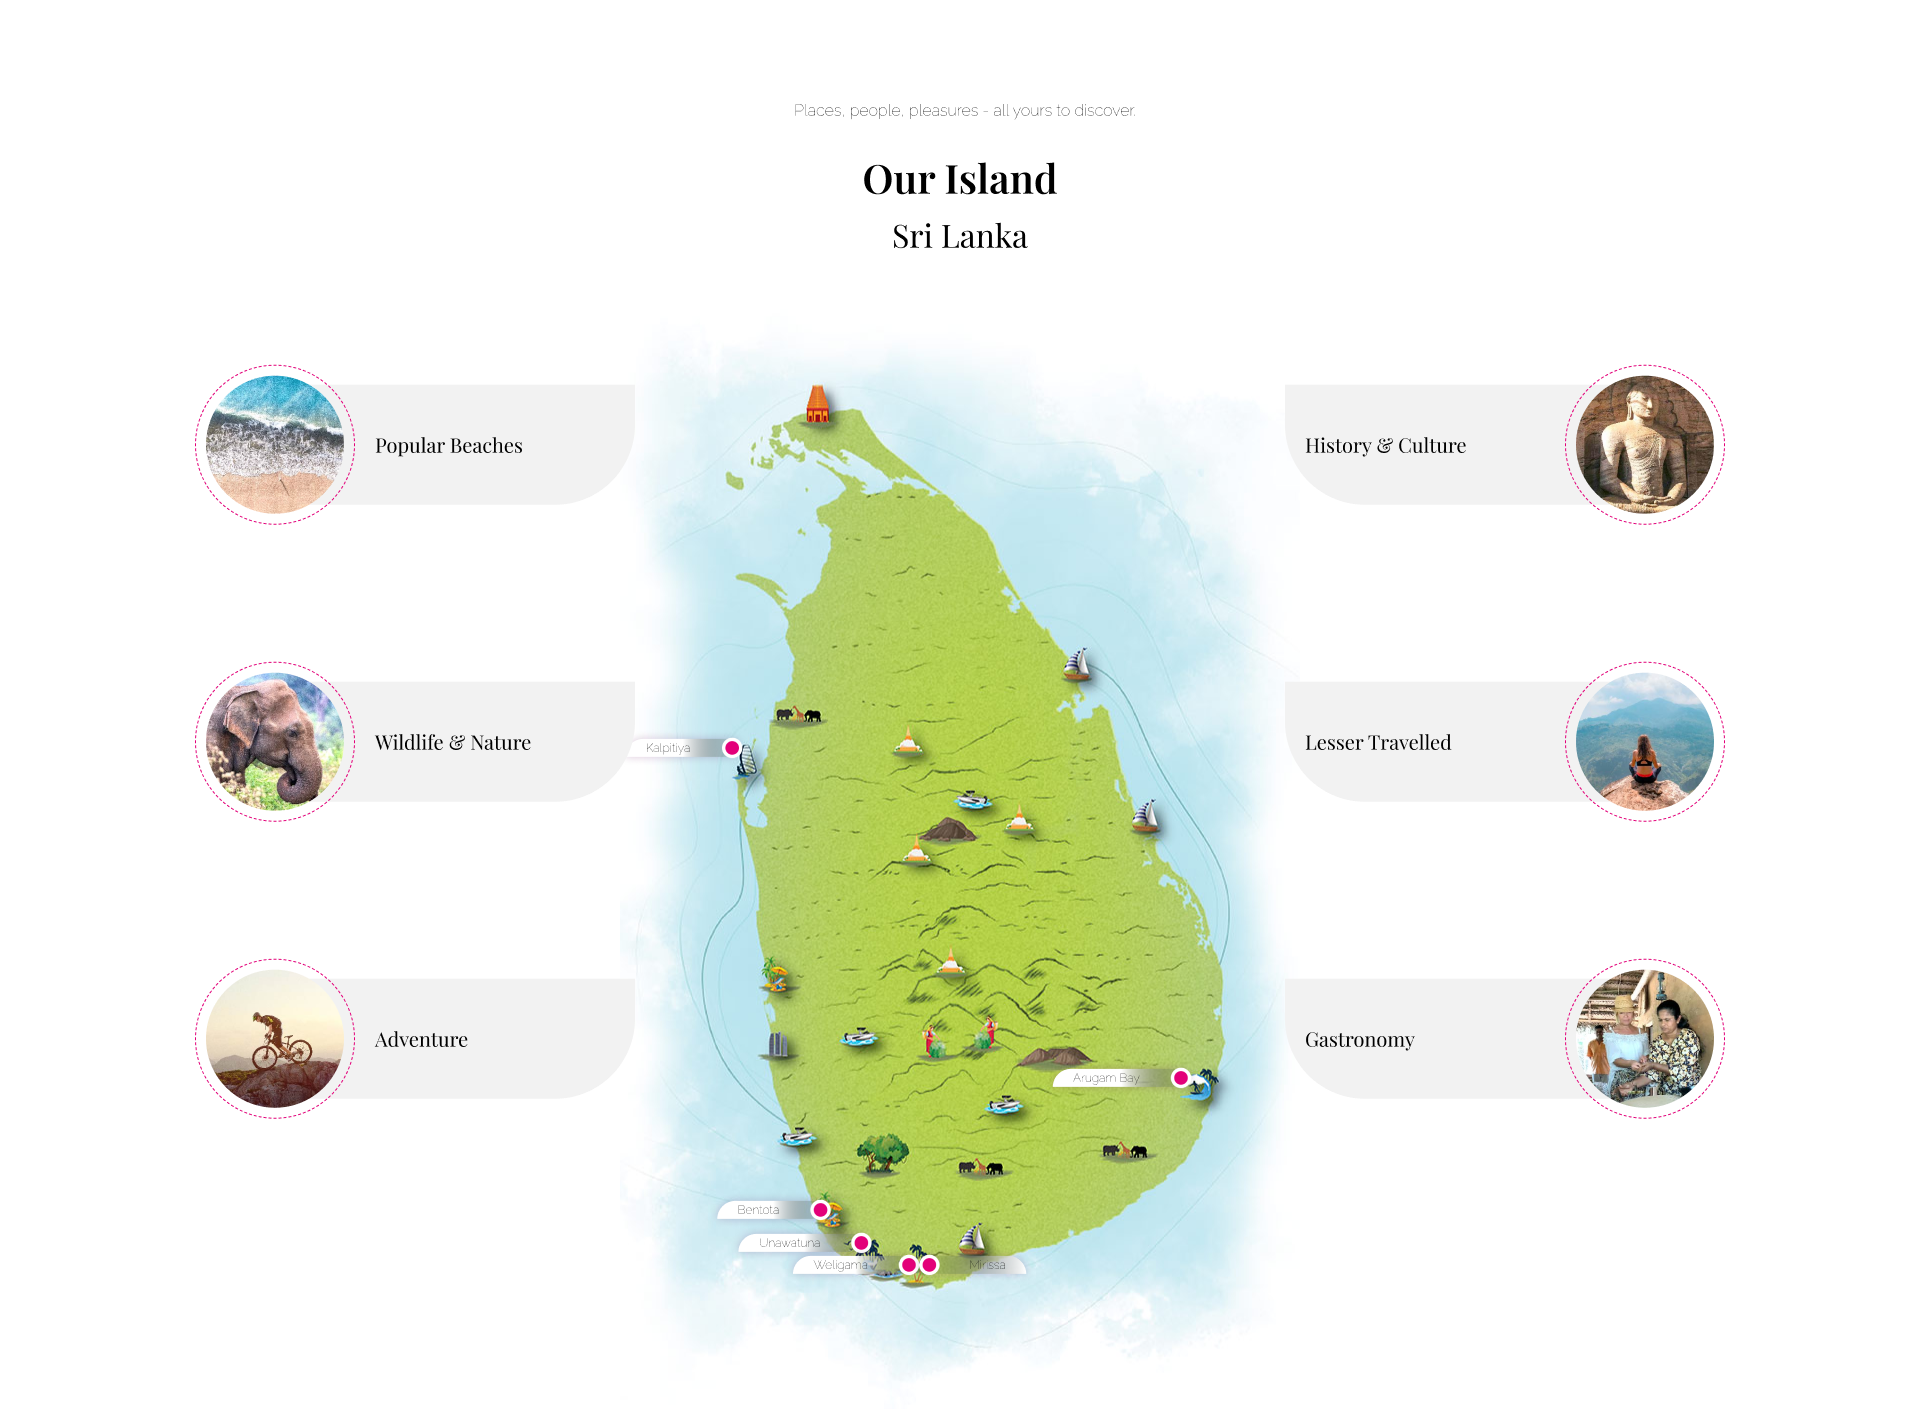 Places, people, pleasures - all yours to discover.
Our Island
Sri Lanka
Popular Beaches
History & Culture
Wildlife & Nature
Kalpitiya
Lesser Travelled
Adventure
Gastronomy
Arugam Bay
Bentota
Unawatuna
Weligama
Mirissa